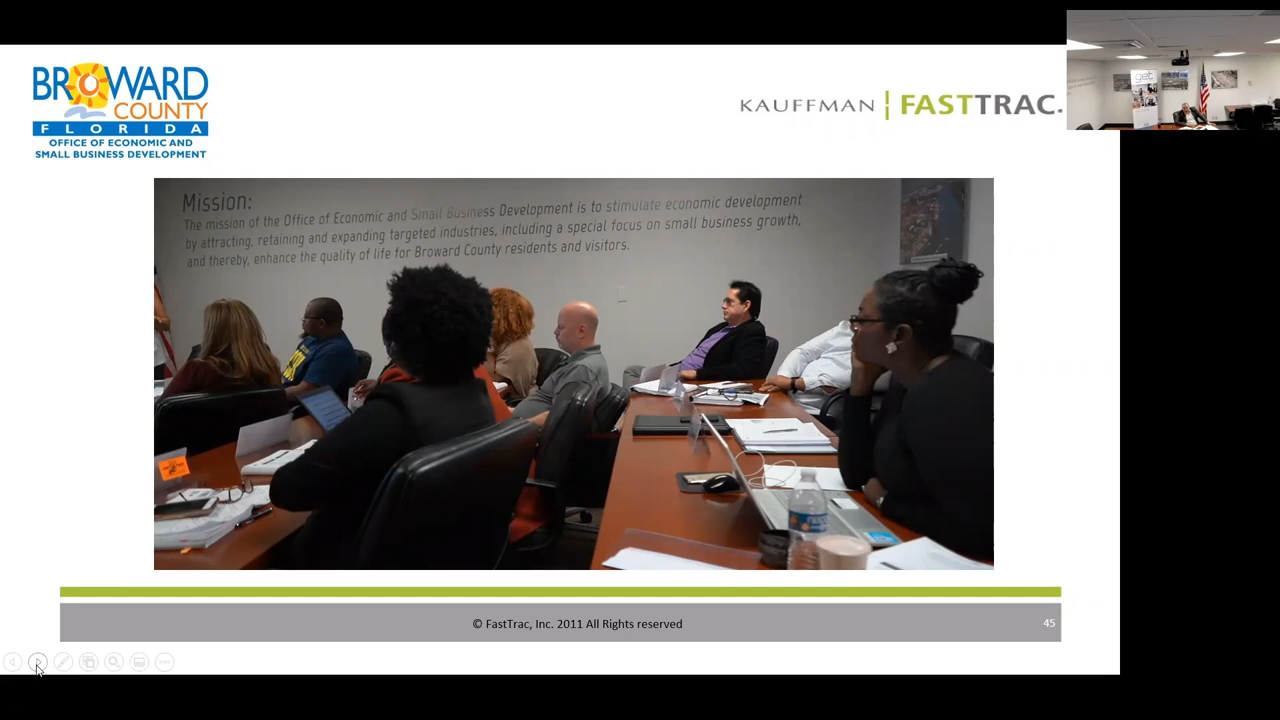 BROWARD
COUNTY
FLORIDA
OFFICE OF ECONOMIC AND
SMALL BUSINESS DEVELOPMENT
KAUFFMAN | FASTTRAC.
get
Mission:
The mission of the Office of Economic and Small Business Development is to stimulate economic development
by attracting, retaining and expanding targeted industries, including a special focus on small business growth,
and thereby, enhance the quality of life for Broward County residents and visitors.
© FastTrac, Inc. 2011 All Rights reserved
45